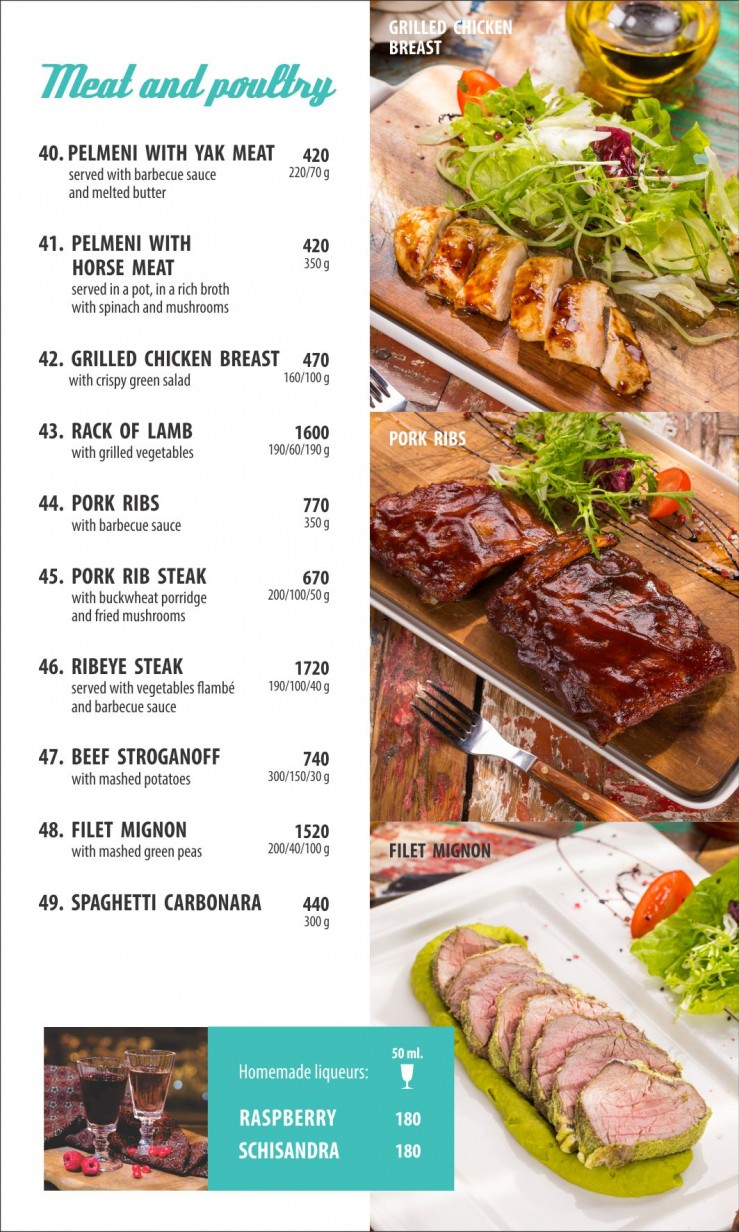 Meat and poultry
40. PELMENI WITH YAK MEAT 420
served with barbecue sauce 220/70 g
and melted butter
41. PELMENI WITH 420
HORSE MEAT 350 g
served in a pot, in a rich broth
with spinach and mushrooms
42. GRILLED CHICKEN BREAST 470
with crispy green salad 160/100 g
43. RACK OF LAMB 1600
with grilled vegetables 190/60/190 g
44. PORK RIBS 770
with barbecue sauce 350 g
45. PORK RIB STEAK 670
with buckwheat porridge 200/100/50 g
and fried mushrooms
46. RIBEYE STEAK 1720
served with vegetables flambé 190/100/40 g
and barbecue sauce
47. BEEF STROGANOFF 740
with mashed potatoes 300/150/30 g
48. FILET MIGNON 1520
with mashed green peas 200/40/100 g
49. SPAGHETTI CARBONARA 440
300 g
50 ml.
Homemade liqueurs:
RASPBERRY 180
SCHISANDRA 180
GRILLED CHICKEN
BREAST
PORK RIBS
FILET MIGNON